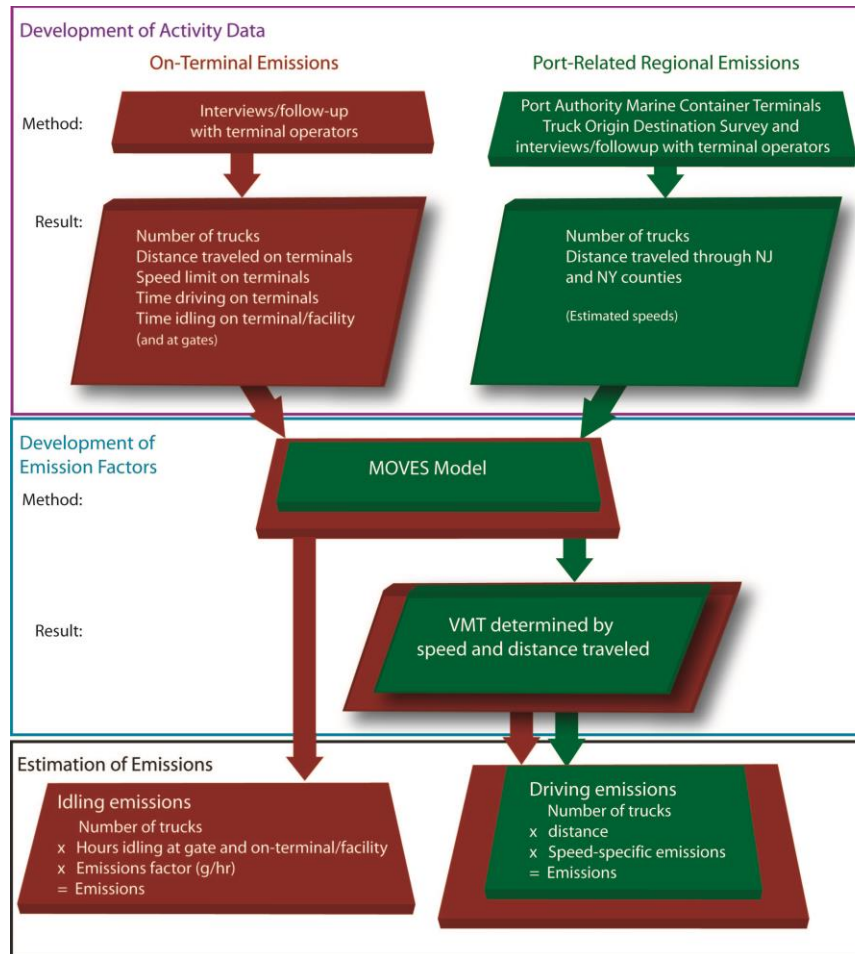 Development of Activity Data
On-Terminal Emissions
Port-Related Regional Emissions
Method:
Interviews/follow-up
with terminal operators
Port Authority Marine Container Terminals
Truck Origin Destination Survey and
interviews/followup with terminal operators
Result:
Number of trucks
Distance traveled on terminals
Speed limit on terminals
Time driving on terminals
Time idling on terminal/facility
(and at gates)
Number of trucks
Distance traveled through NJ
and NY counties
(Estimated speeds)
Development of
Emission Factors
Method:
MOVES Model
Result:
VMT determined by
speed and distance traveled
Estimation of Emissions
Idling emissions
Number of trucks
x Hours idling at gate and on-terminal/facility
x Emissions factor (g/hr)
= Emissions
Driving emissions
Number of trucks
x distance
x Speed-specific emissions
= Emissions